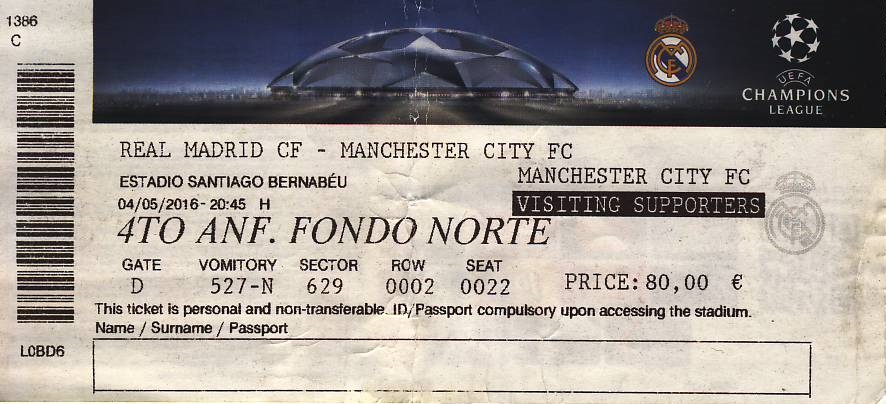 1386
C
UEFA
CHAMPIONS
LEAGUE
REAL MADRID CF - MANCHESTER CITY FC
ESTADIO SANTIAGO BERNABÉU
MANCHESTER CITY FC
04/05/2016 - 20:45 H
VISITING SUPPORTERS
4TO ANF. FONDO NORTE
GATE VOMITORY SECTOR ROW SEAT
D 527-N 629 0002 0022
PRICE: 80,00 €
This ticket is personal and non-transferable. ID/Passport compulsory upon accessing the stadium.
Name / Surname / Passport
L0BD6